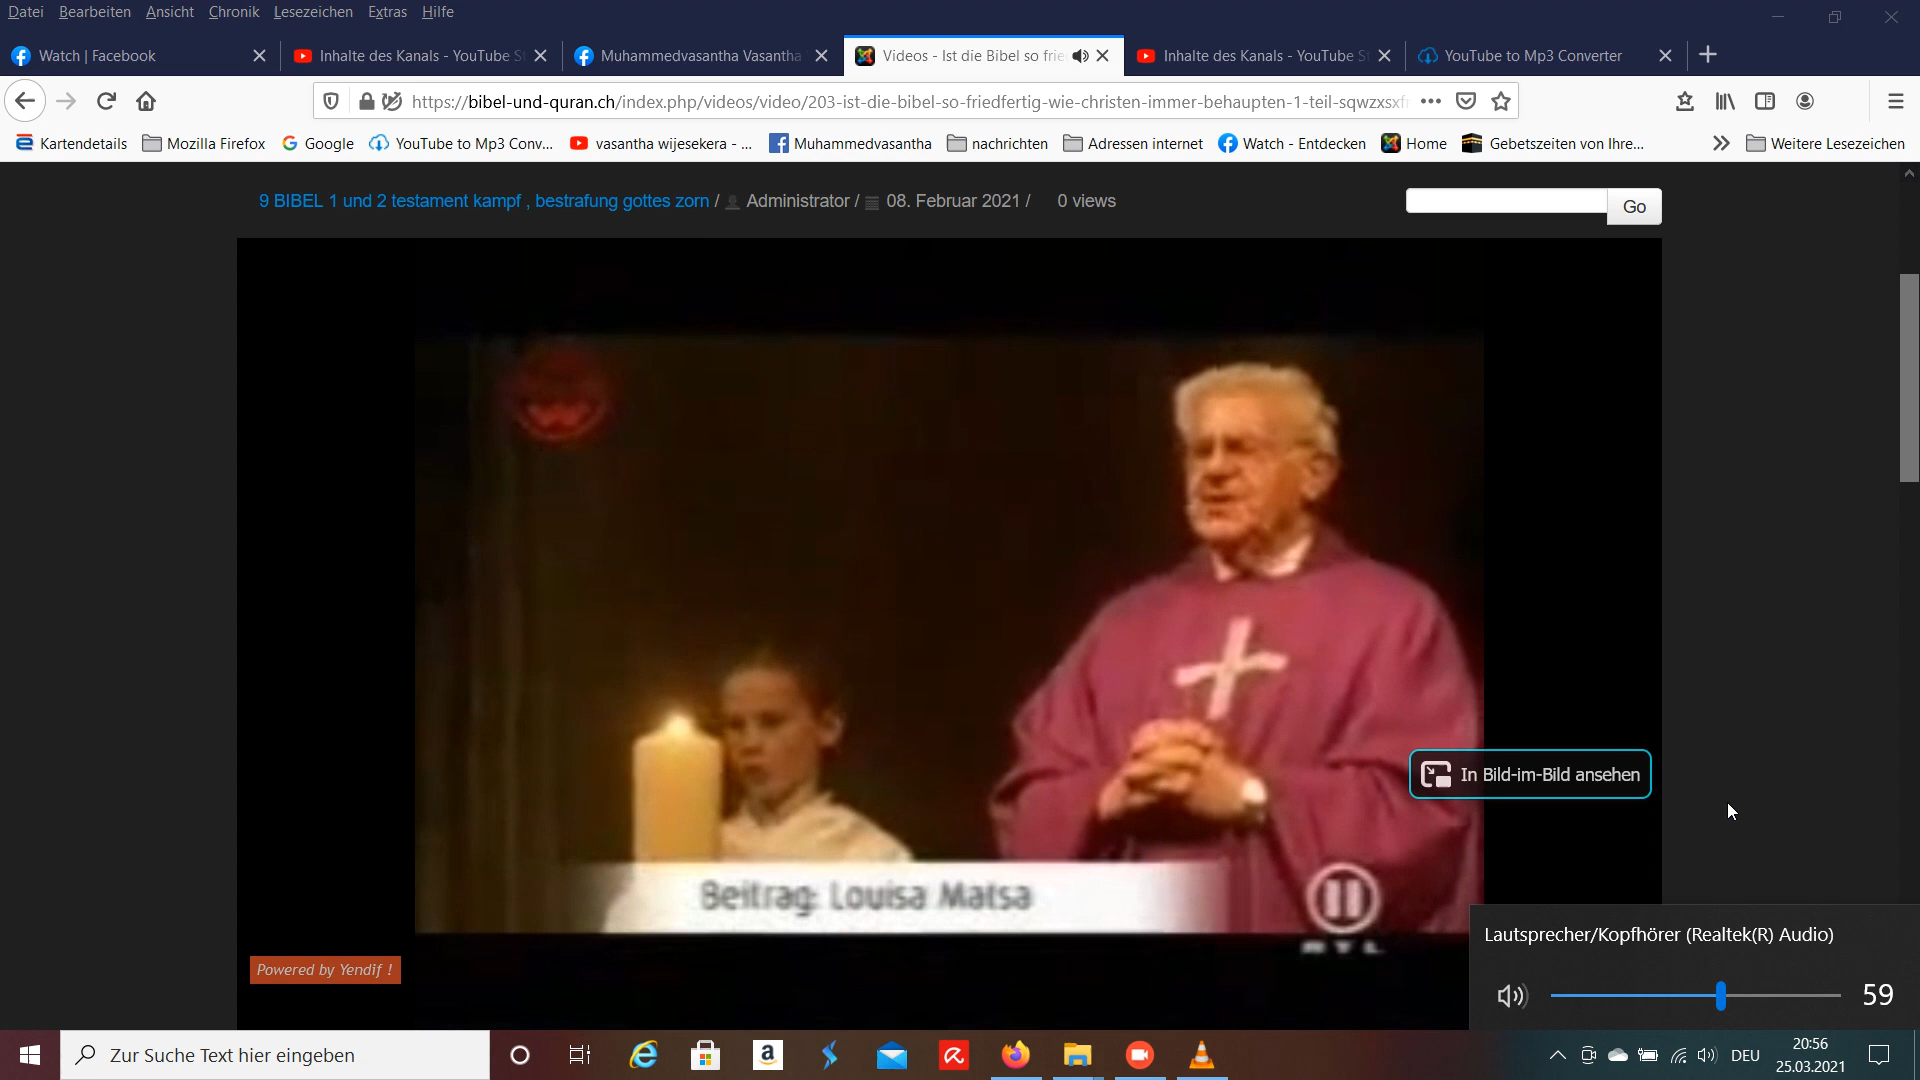 Datei Bearbeiten Ansicht Chronik Lesezeichen Extras Hilfe
Watch | Facebook
Inhalte des Kanals - YouTube St
Muhammedvasantha Vasantha
Videos - Ist die Bibel so frie
Inhalte des Kanals - YouTube St
YouTube to Mp3 Converter
https://bibel-und-quran.ch/index.php/videos/video/203-ist-die-bibel-so-friedfertig-wie-christen-immer-behaupten-1-teil-sqwzxsxf
Kartendetails Mozilla Firefox Google YouTube to Mp3 Conv... vasantha wijesekera - ... Muhammedvasantha nachrichten Adressen internet Watch - Entdecken Home Gebetszeiten von Ihre... Weitere Lesezeichen
9 BIBEL 1 und 2 testament kampf , bestrafung gottes zorn / Administrator / 08. Februar 2021 / 0 views
Go
In Bild-im-Bild ansehen
Beitrag: Louisa Matsa
RTL
Powered by Yendif !
Lautsprecher/Kopfhörer (Realtek(R) Audio)
59
Zur Suche Text hier eingeben
DEU
20:56
25.03.2021